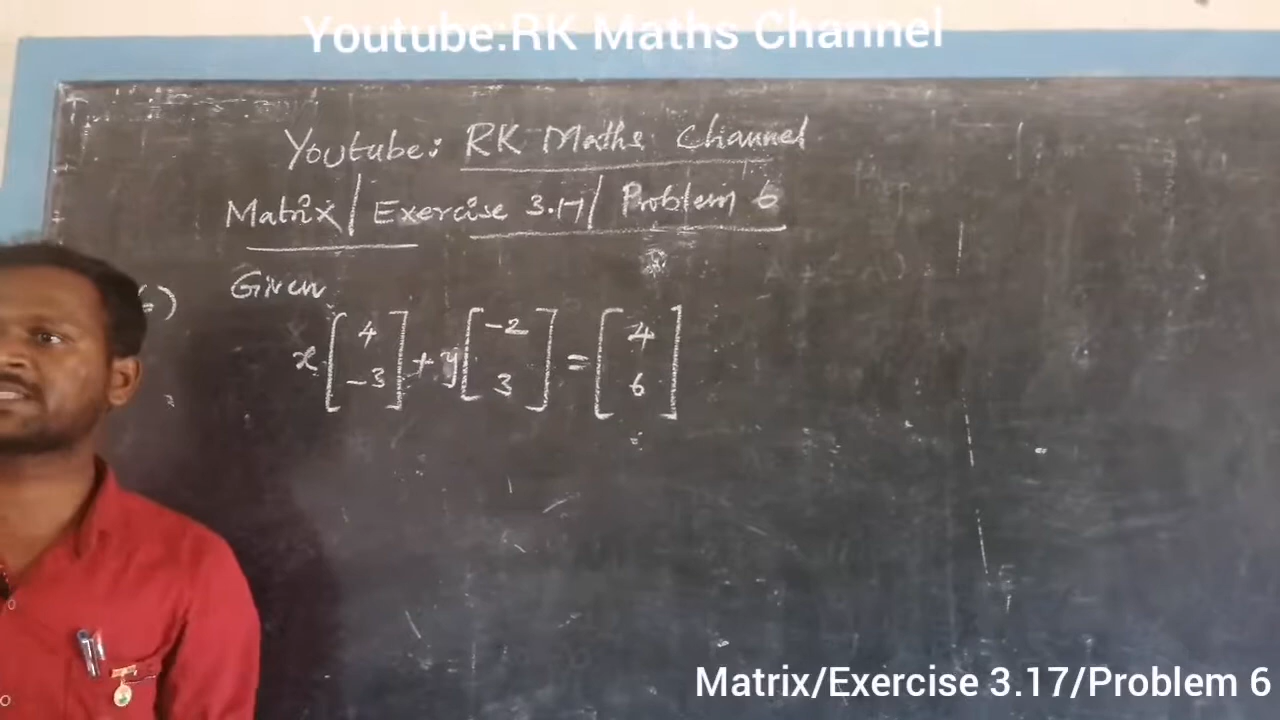 Youtube:RK Maths Channel
Youtube: RK Maths Channel
Matrix/ Exercise 3.17/ Problem 6
6) Given
x[4 -3] + y[-2 3] = [4 6]
Matrix/Exercise 3.17/Problem 6